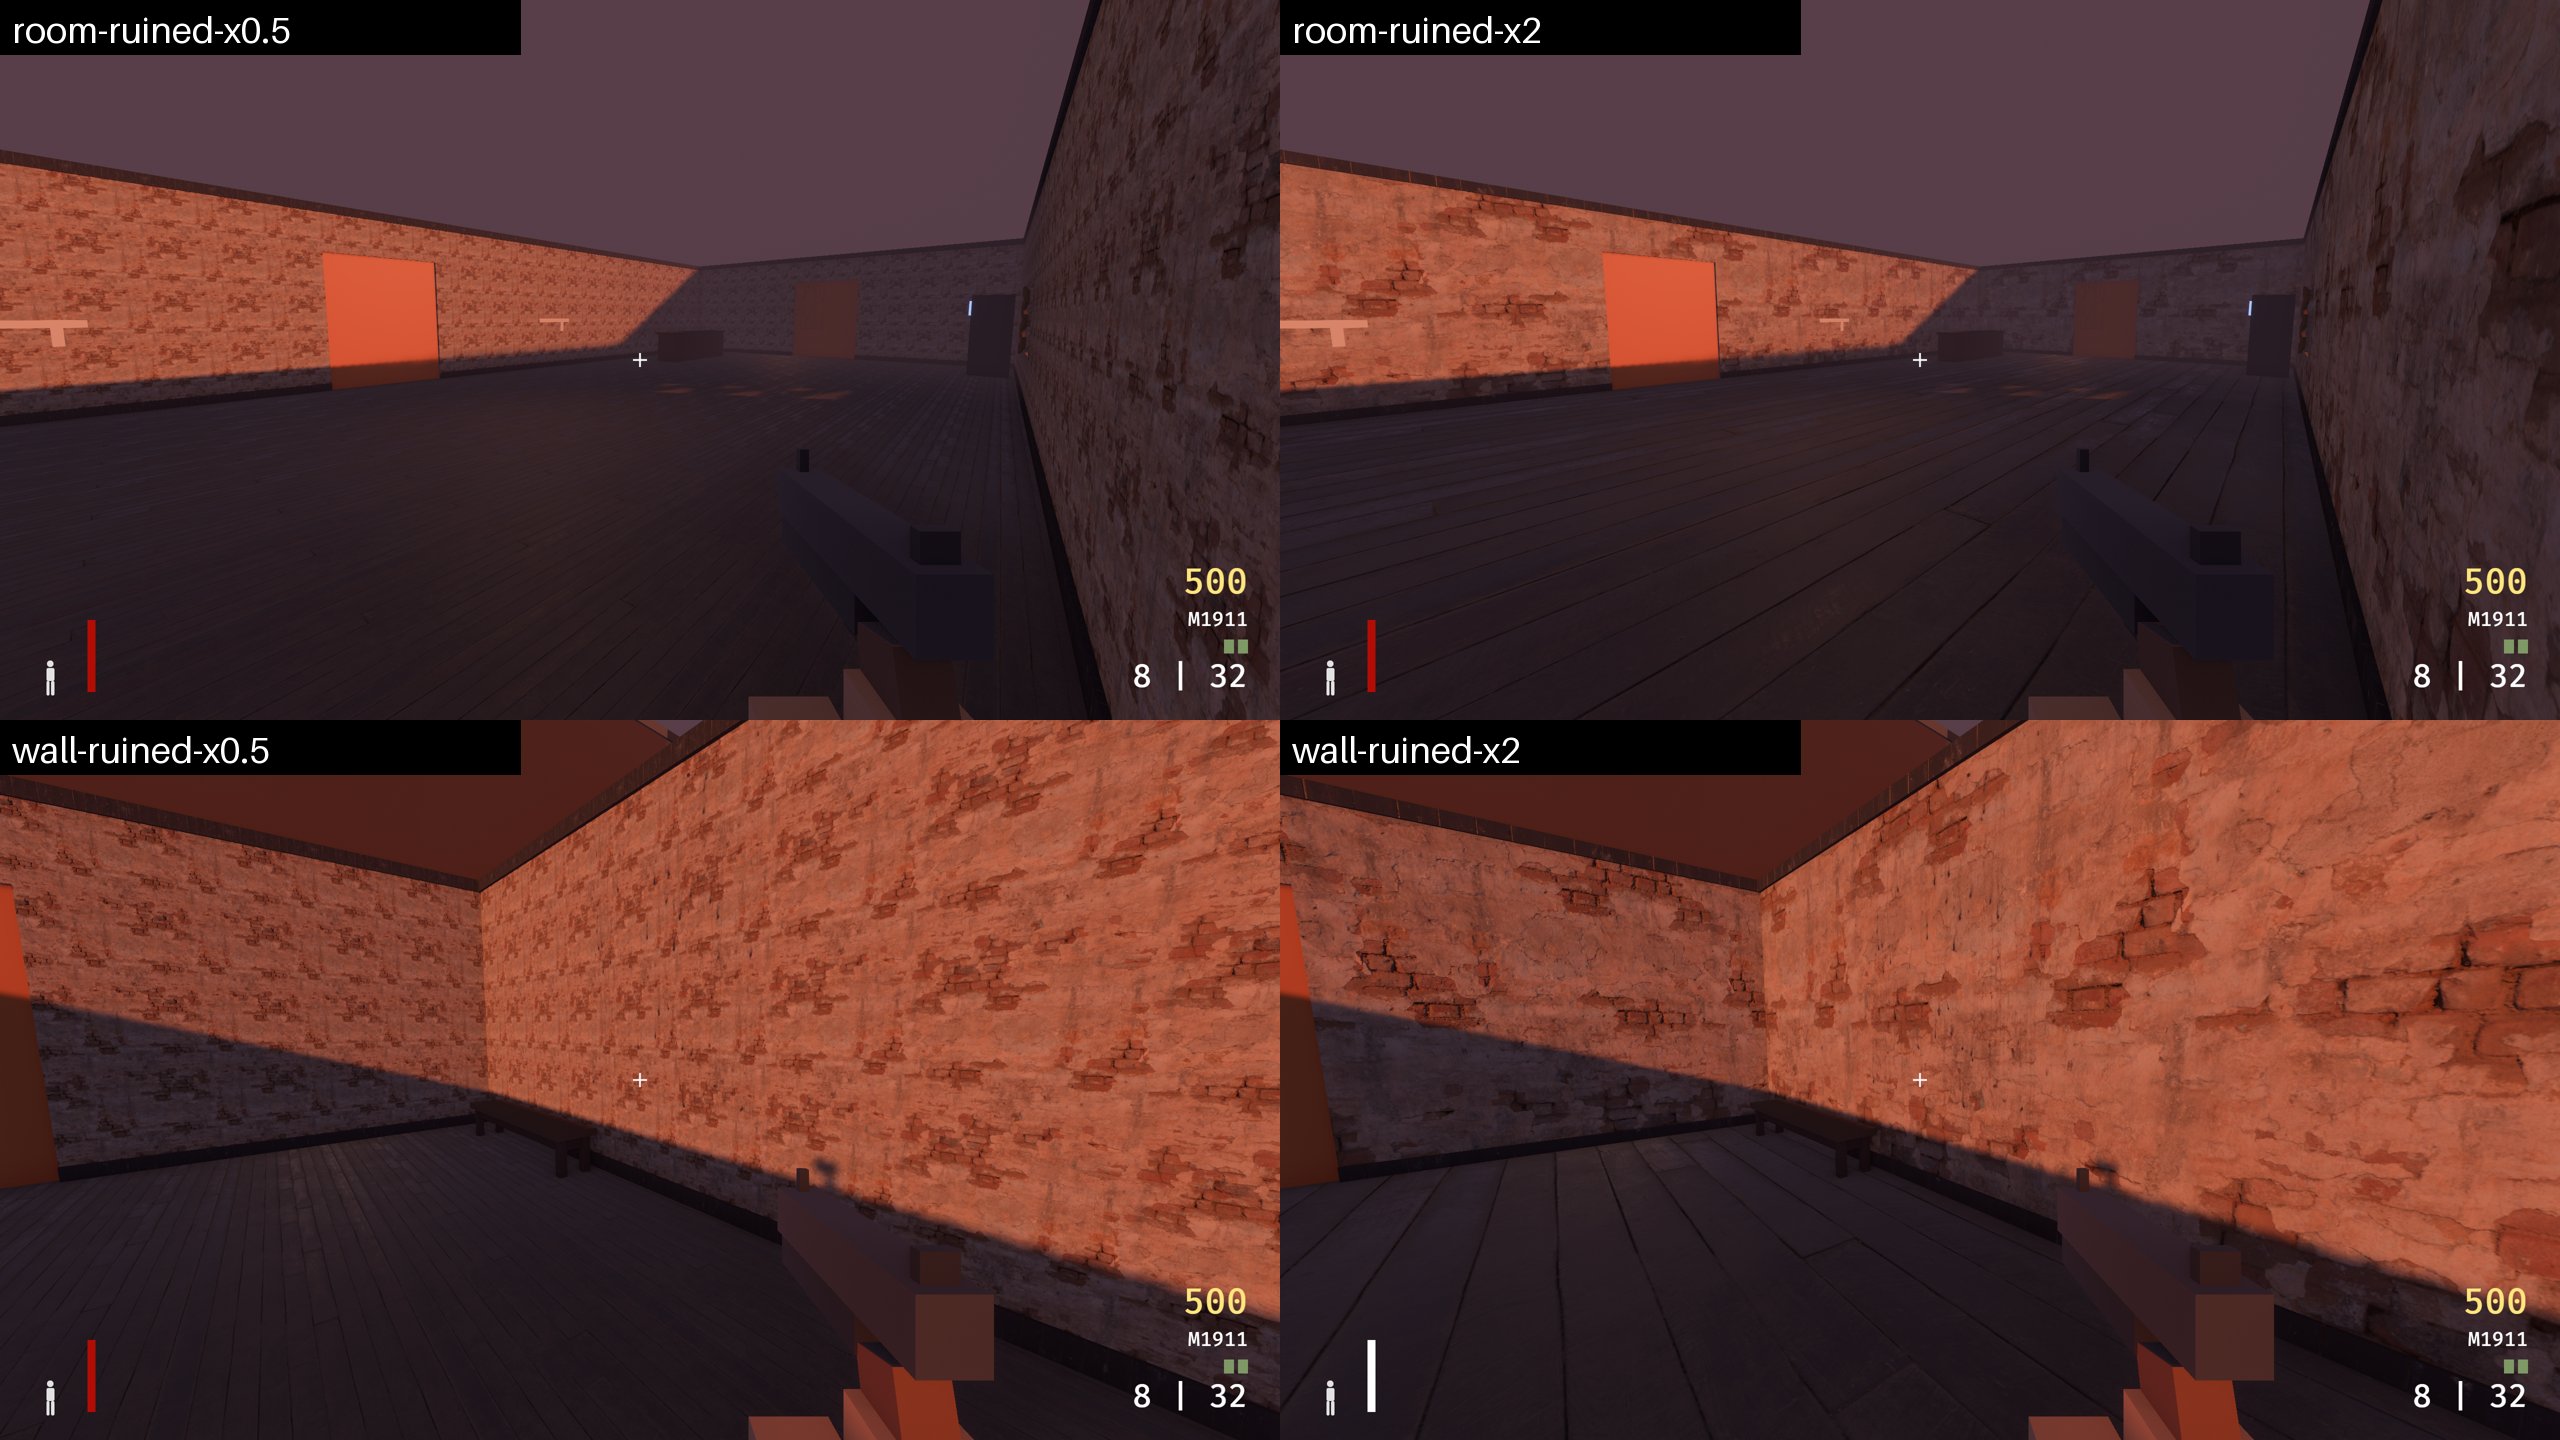 room-ruined-x0.5
room-ruined-x2
500
M1911
8 | 32
500
M1911
8 | 32
wall-ruined-x0.5
wall-ruined-x2
500
M1911
8 | 32
500
M1911
8 | 32